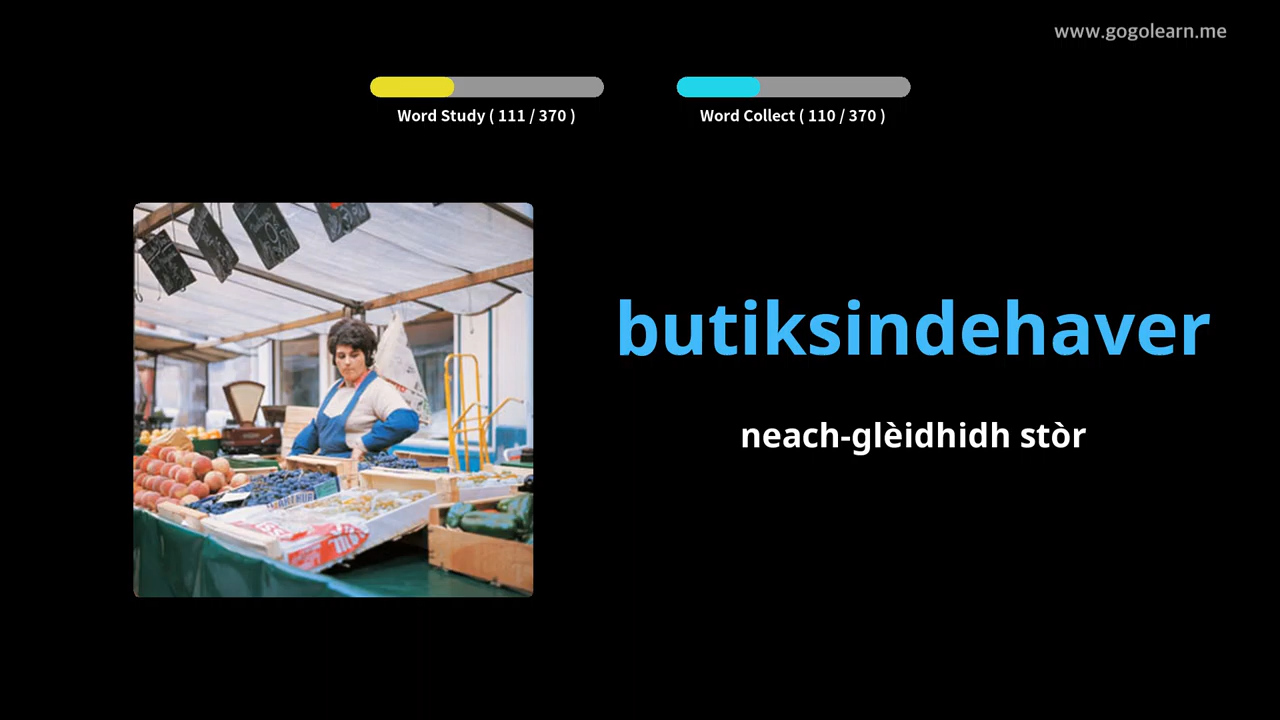 www.gogolearn.me
Word Study ( 111 / 370 )
Word Collect ( 110 / 370 )
butiksindehaver
neach-glèidhidh stòr